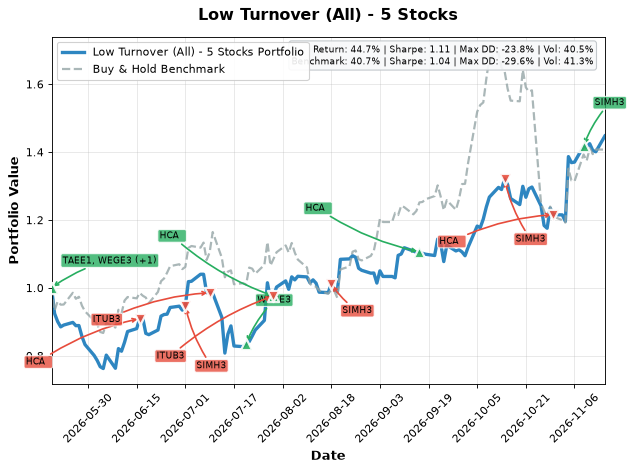 Low Turnover (All) - 5 Stocks
Low Turnover (All) - 5 Stocks Portfolio
Buy & Hold Benchmark
Return: 44.7% | Sharpe: 1.11 | Max DD: -23.8% | Vol: 40.5%
Benchmark: 40.7% | Sharpe: 1.04 | Max DD: -29.6% | Vol: 41.3%
Portfolio Value
1.6
1.4
1.2
1.0
0.8
SIMH3
HCA
HCA
TAEE1, WEGE3 (+1)
HCA
SIMH3
WEGE3
ITUB3
SIMH3
HCA
ITUB3
SIMH3
2026-05-30
2026-06-15
2026-07-01
2026-07-17
2026-08-02
2026-08-18
2026-09-03
2026-09-19
2026-10-05
2026-10-21
2026-11-06
Date